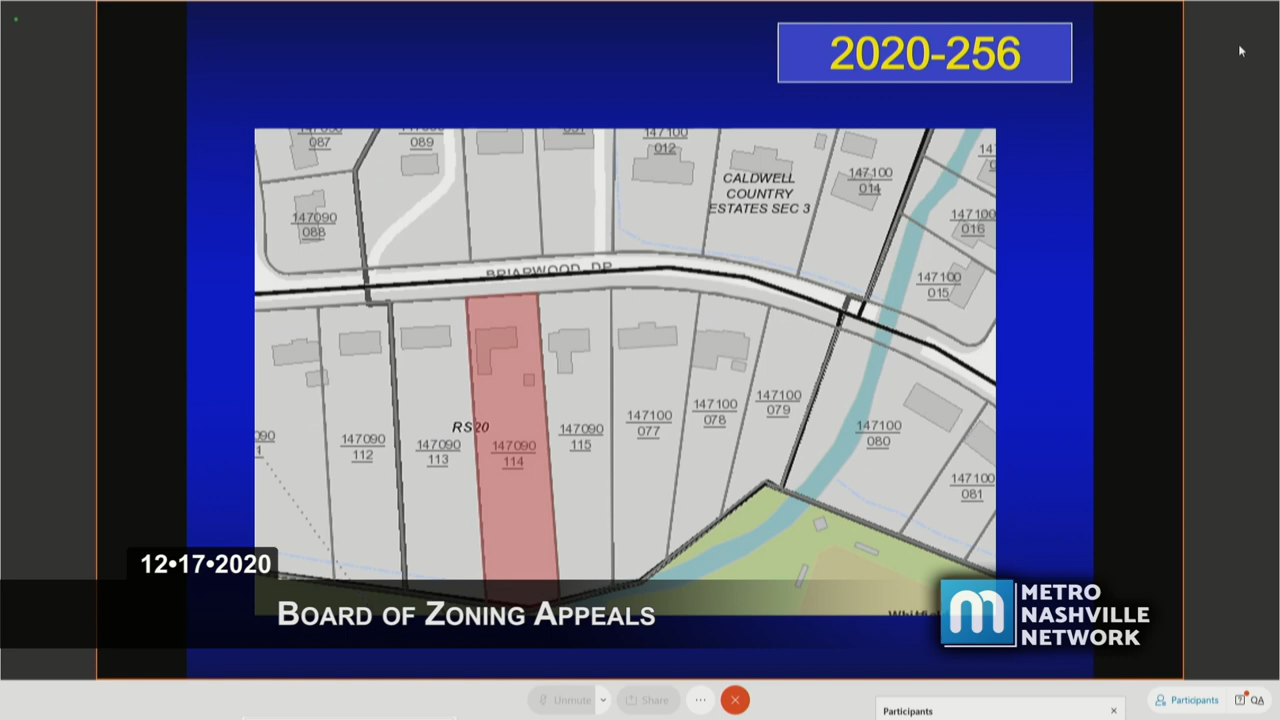 2020-256
087
089
147100
012
CALDWELL
COUNTRY
ESTATES SEC 3
147100
014
147090
088
147100
016
BRIARWOOD DR
147100
015
RS20
147090
112
147090
113
147090
114
147090
115
147100
077
147100
078
147100
079
147100
080
147100
081
12•17•2020
BOARD OF ZONING APPEALS
METRO
NASHVILLE
NETWORK
Unmute
Share
Participants
QA
Participants